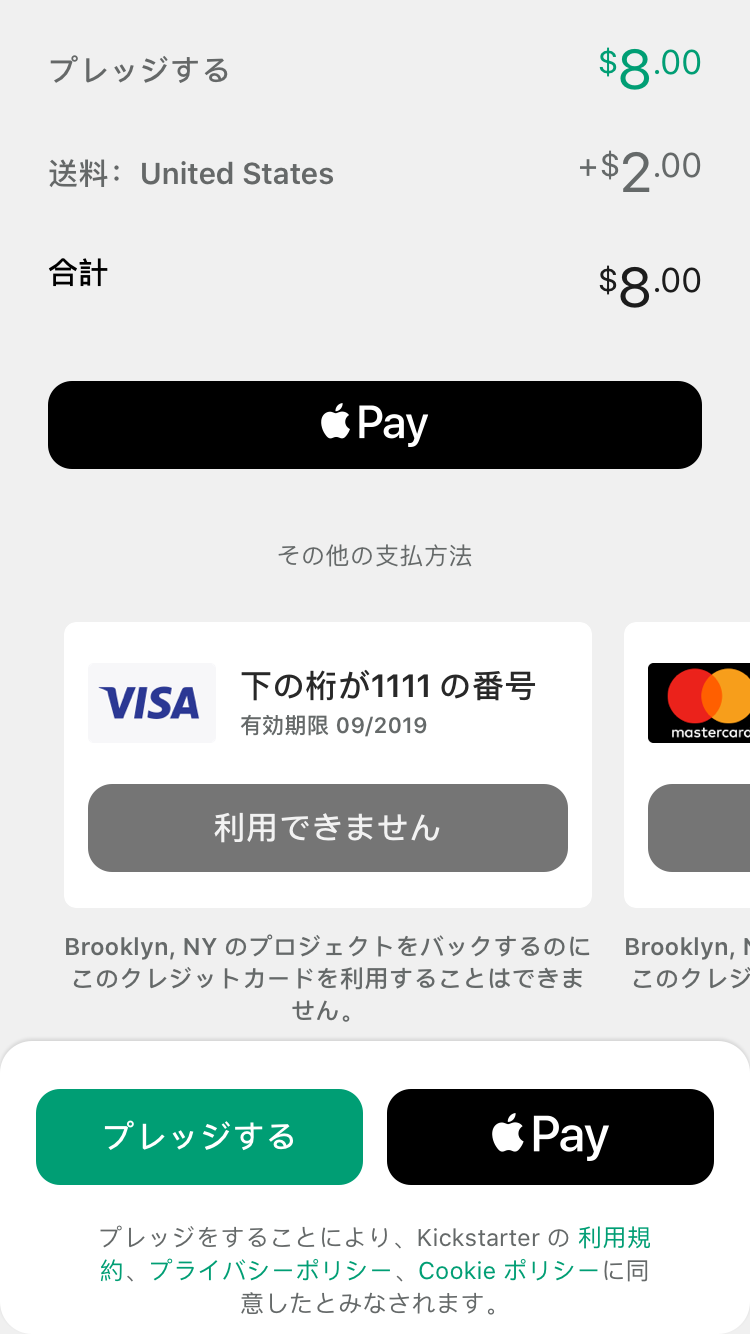 プレッジする $8.00
送料： United States +$2.00
合計 $8.00
Pay
その他の支払方法
VISA 下の桁が1111 の番号
有効期限 09/2019
mastercard
利用できません
Brooklyn, NY のプロジェクトをバックするのに
このクレジットカードを利用することはできま
せん。
Brooklyn, N
このクレジ
プレッジする Pay
プレッジをすることにより、Kickstarter の 利用規
約、プライバシーポリシー、Cookie ポリシーに同
意したとみなされます。